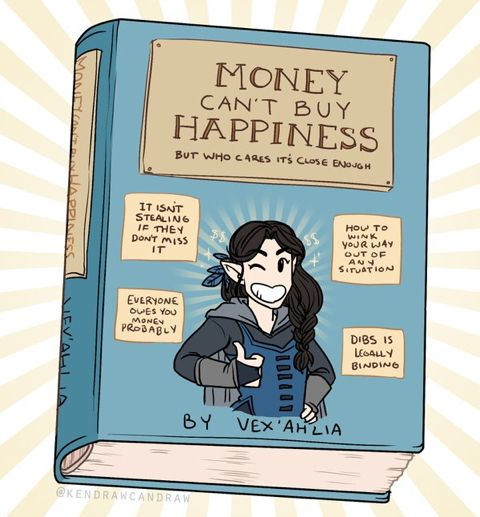 MONEY
CAN'T BUY
HAPPINESS
BUT WHO CARES IT'S CLOSE ENOUGH
MONEY CAN'T BUY HAPPINESS
VEX'AHLIA
IT ISN'T
STEALING
IF THEY
DON'T MISS
IT
HOW TO
WINK
YOUR WAY
OUT OF
ANY
SITUATION
$$
$$
EVERYONE
OWES YOU
MONEY
PROBABLY
DIBS IS
LEGALLY
BINDING
BY VEX'AHLIA
@KENDRAWCANDRAW